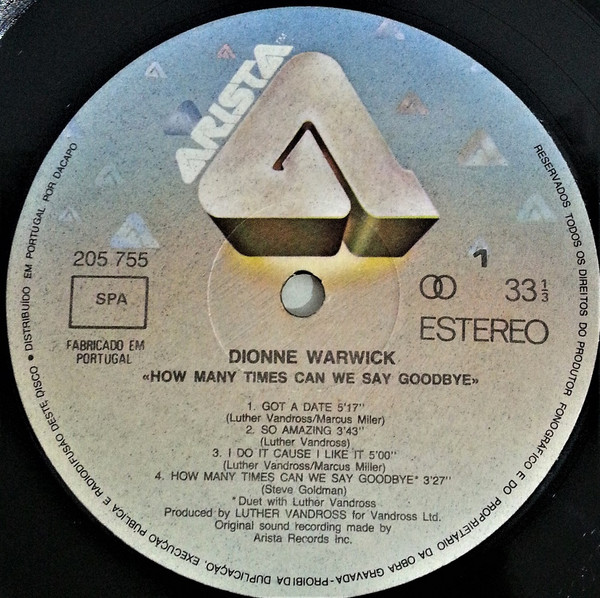 ARISTA™
205 755
SPA
FABRICADO EM
PORTUGAL
1
33 1/3
ESTEREO
DIONNE WARWICK
«HOW MANY TIMES CAN WE SAY GOODBYE»
1. GOT A DATE 5'17"
(Luther Vandross/Marcus Miler)
2. SO AMAZING 3'43"
(Luther Vandross)
3. I DO IT CAUSE I LIKE IT 5'00"
(Luther Vandross/Marcus Miller)
4. HOW MANY TIMES CAN WE SAY GOODBYE* 3'27"
(Steve Goldman)
*Duet with Luther Vandross
Produced by LUTHER VANDROSS for Vandross Ltd.
Original sound recording made by
Arista Records Inc.
RESERVADOS TODOS OS DIREITOS DO PRODUTOR FONOGRÁFICO E DO PROPRIETÁRIO DA OBRA GRAVADA-PROIBIDA DUPLICAÇÃO, EXECUÇÃO PÚBLICA E RADIODIFUSÃO DESTE DISCO • DISTRIBUÍDO EM PORTUGAL POR DACAPO